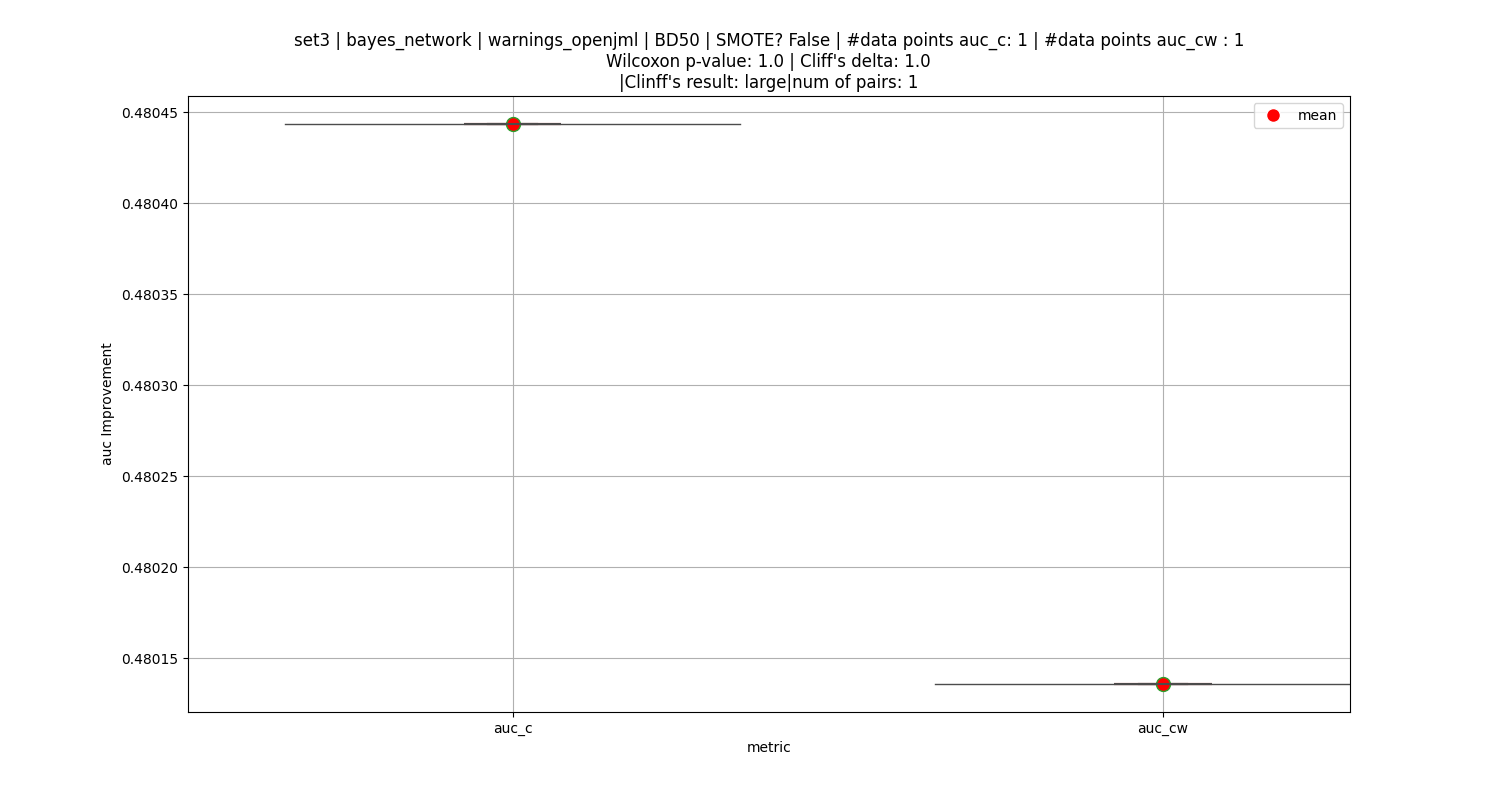 set3 | bayes_network | warnings_openjml | BD50 | SMOTE? False | #data points auc_c: 1 | #data points auc_cw : 1
Wilcoxon p-value: 1.0 | Cliff's delta: 1.0
|Clinff's result: large|num of pairs: 1
mean
0.48045
0.48040
0.48035
0.48030
0.48025
0.48020
0.48015
auc Improvement
auc_c
auc_cw
metric